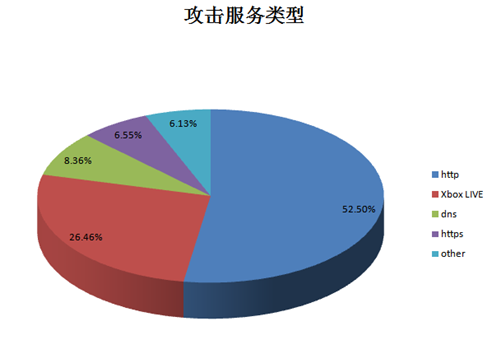 攻击服务类型
6.13%
6.55%
8.36%
52.50%
26.46%
http
Xbox LIVE
dns
https
other